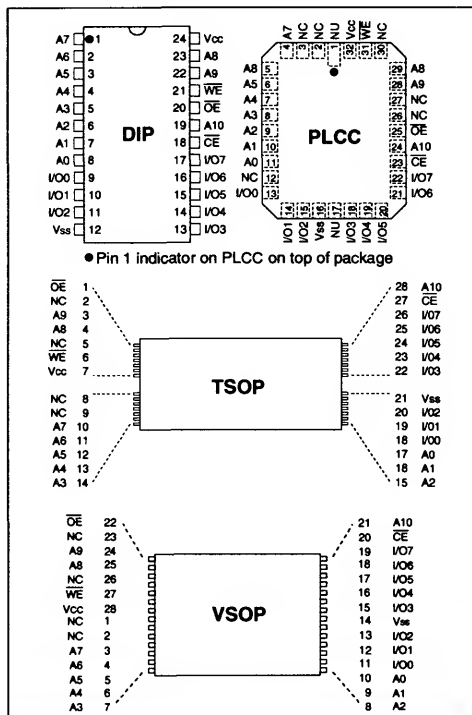 A7 1 24 Vcc
A6 2 23 A8
A5 3 22 A9
A4 4 21 WE
A3 5 20 OE
A2 6 19 A10
A1 7 18 CE
A0 8 17 I/O7
I/O0 9 16 I/O6
I/O1 10 15 I/O5
I/O2 11 14 I/O4
Vss 12 13 I/O3
DIP
A7 NC NC NU Vcc WE NC
4 3 2 1 32 31 30
A6 5 29 A8
A5 6 28 A9
A4 7 27 NC
A3 8 26 NC
A2 9 25 OE
A1 10 24 A10
A0 11 23 CE
NC 12 22 I/O7
I/O0 13 21 I/O6
PLCC
14 15 16 17 18 19 20
I/O1 I/O2 Vss NU I/O3 I/O4 I/O5
● Pin 1 indicator on PLCC on top of package
OE 1 28 A10
NC 2 27 CE
A9 3 26 I/07
A8 4 25 I/06
NC 5 24 I/05
WE 6 23 I/04
Vcc 7 22 I/03
TSOP
NC 8 21 Vss
NC 9 20 I/02
A7 10 19 I/01
A6 11 18 I/00
A5 12 17 A0
A4 13 18 A1
A3 14 15 A2
OE 22 21 A10
NC 23 20 CE
A9 24 19 I/O7
A8 25 18 I/O6
NC 26 17 I/O5
WE 27 16 I/O4
Vcc 28 15 I/O3
NC 1 14 Vss
NC 2 13 I/O2
A7 3 12 I/O1
A6 4 11 I/O0
A5 5 10 A0
A4 6 9 A1
A3 7 8 A2
VSOP